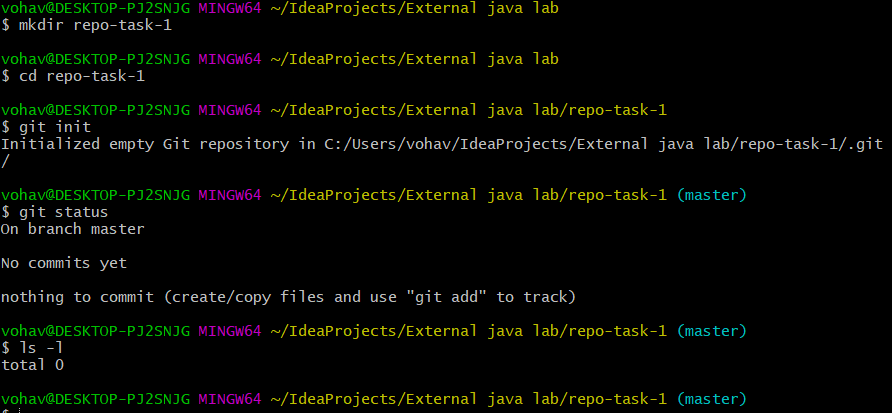 vohav@DESKTOP-PJ2SNJG MINGW64 ~/IdeaProjects/External java lab
$ mkdir repo-task-1
vohav@DESKTOP-PJ2SNJG MINGW64 ~/IdeaProjects/External java lab
$ cd repo-task-1
vohav@DESKTOP-PJ2SNJG MINGW64 ~/IdeaProjects/External java lab/repo-task-1
$ git init
Initialized empty Git repository in C:/Users/vohav/IdeaProjects/External java lab/repo-task-1/.git
/
vohav@DESKTOP-PJ2SNJG MINGW64 ~/IdeaProjects/External java lab/repo-task-1 (master)
$ git status
On branch master
No commits yet
nothing to commit (create/copy files and use "git add" to track)
vohav@DESKTOP-PJ2SNJG MINGW64 ~/IdeaProjects/External java lab/repo-task-1 (master)
$ ls -l
total 0
vohav@DESKTOP-PJ2SNJG MINGW64 ~/IdeaProjects/External java lab/repo-task-1 (master)
$